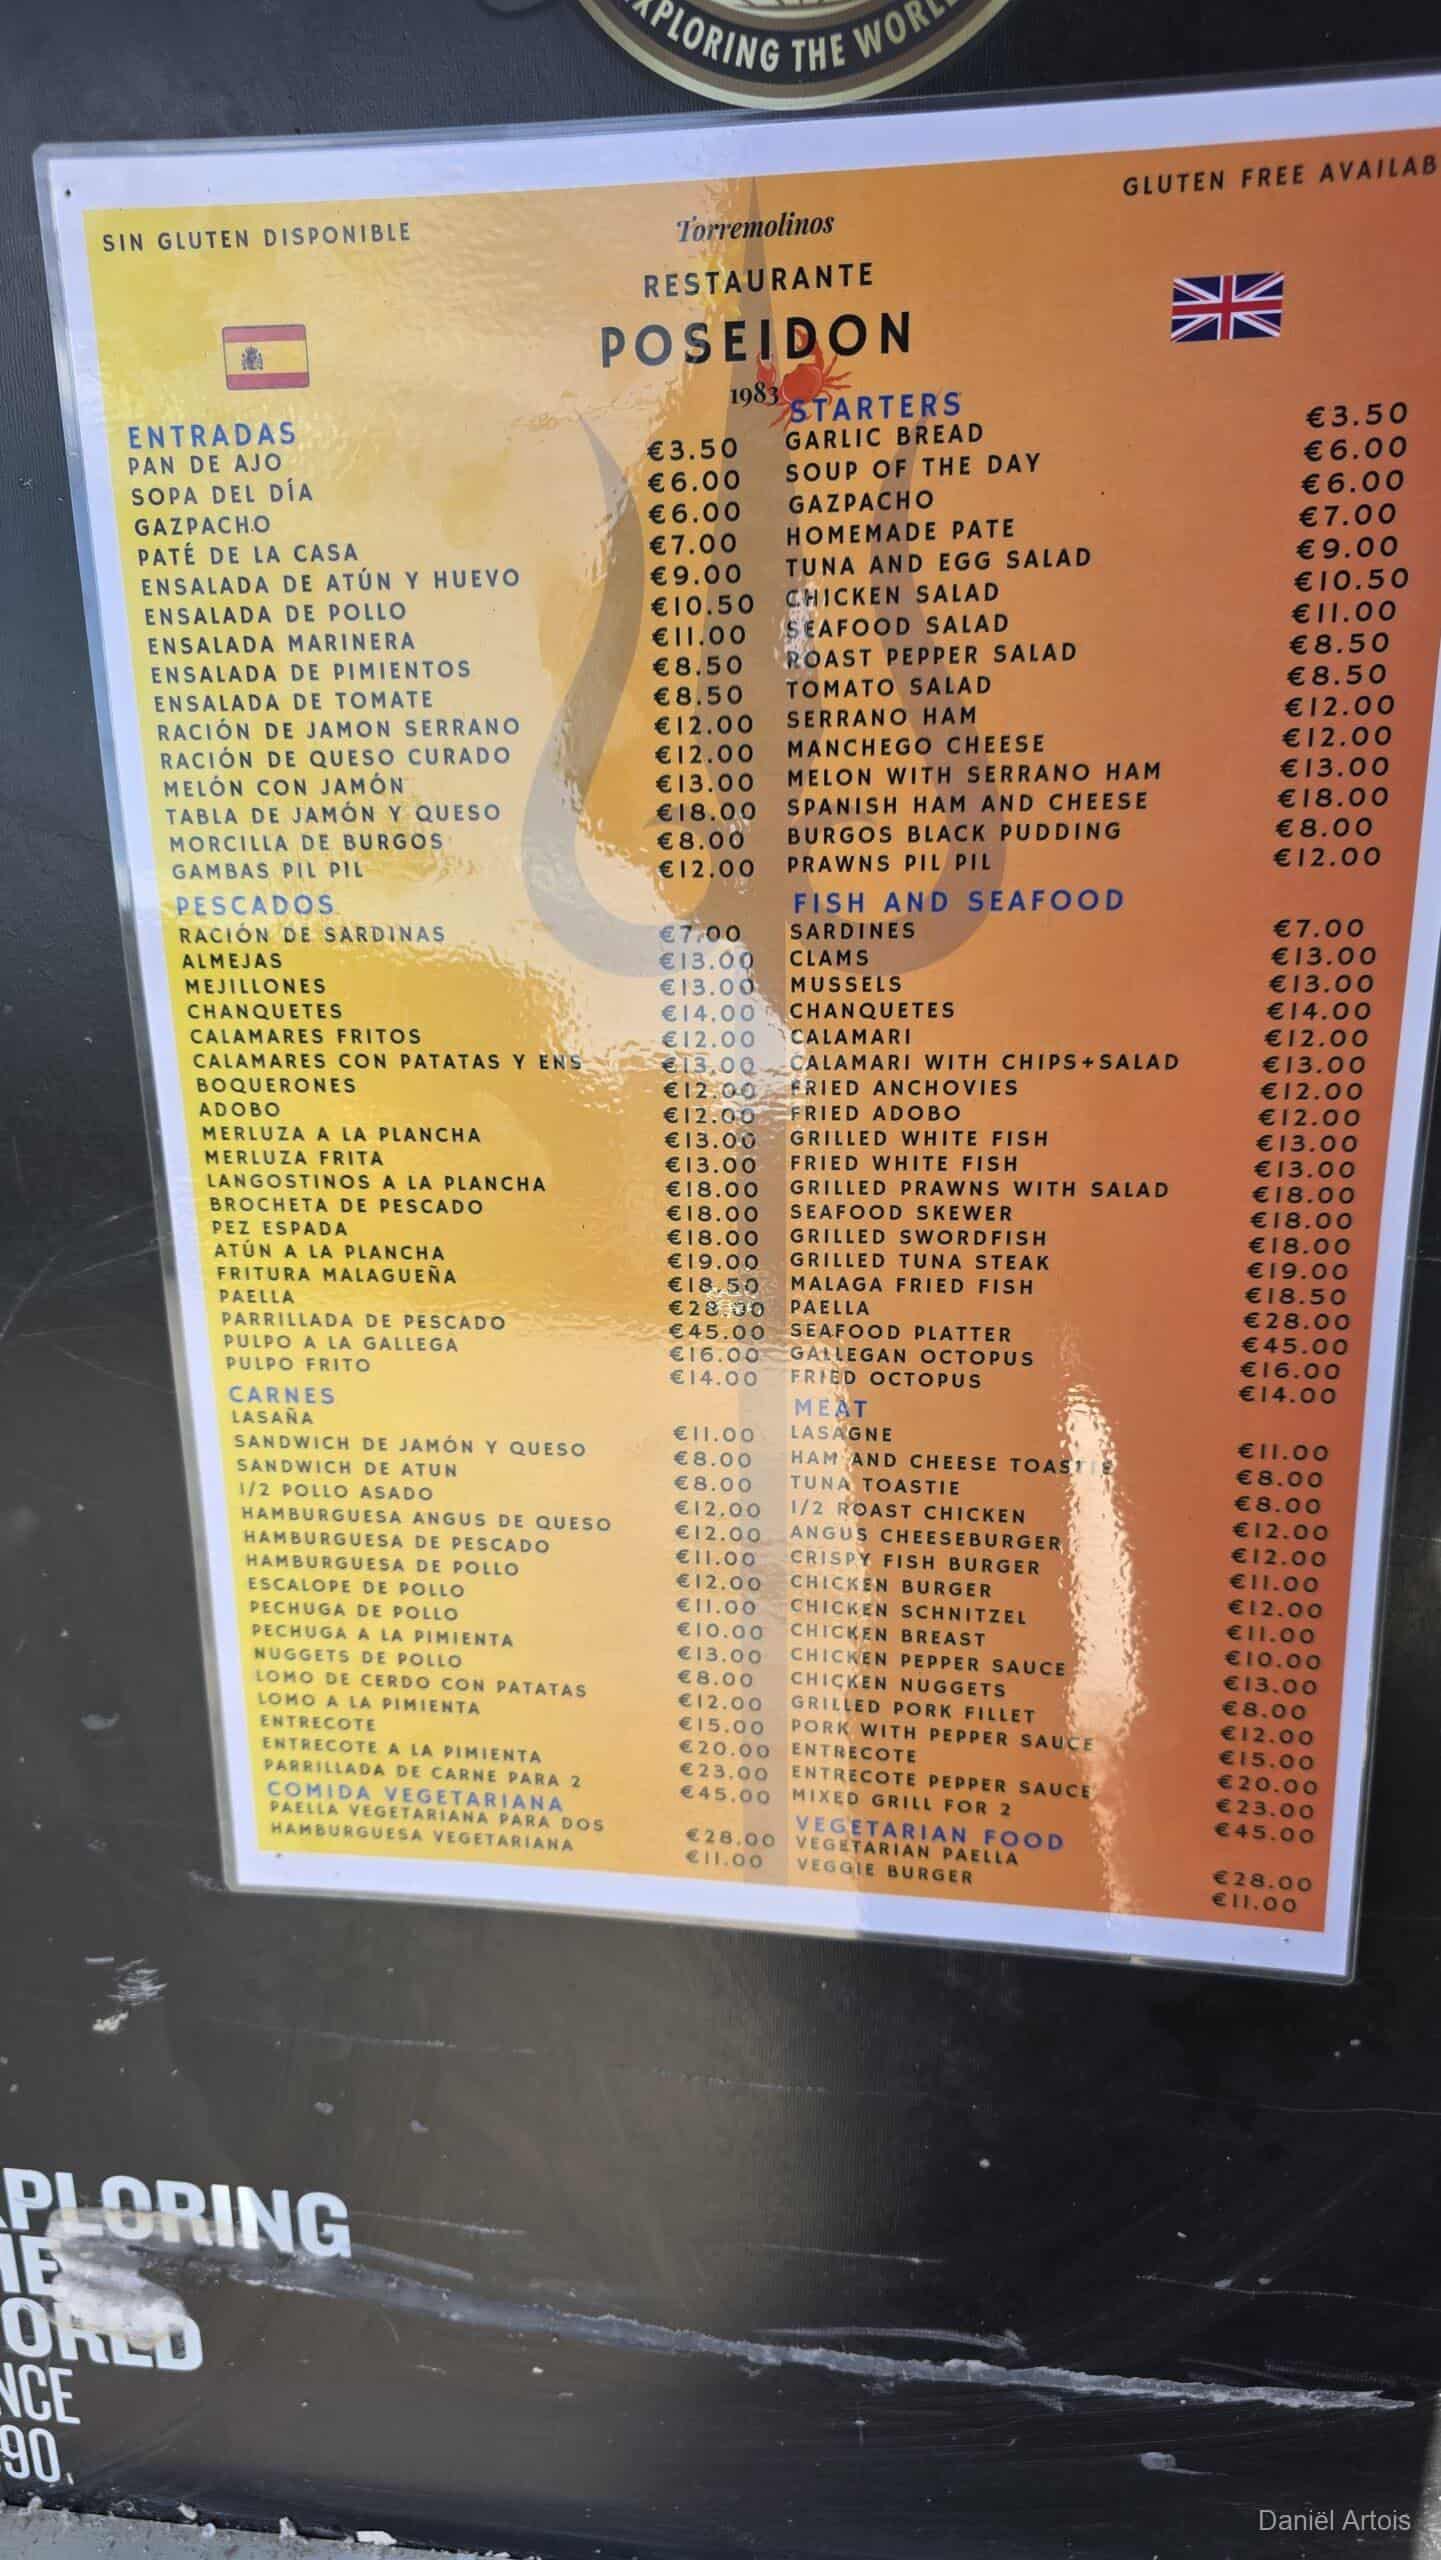 EXPLORING THE WORLD
SIN GLUTEN DISPONIBLE
GLUTEN FREE AVAILAB
Torremolinos
RESTAURANTE
POSEIDON
1983
ENTRADAS
PAN DE AJO €3.50
SOPA DEL DÍA €6.00
GAZPACHO €6.00
PATÉ DE LA CASA €7.00
ENSALADA DE ATÚN Y HUEVO €9.00
ENSALADA DE POLLO €10.50
ENSALADA MARINERA €11.00
ENSALADA DE PIMIENTOS €8.50
ENSALADA DE TOMATE €8.50
RACIÓN DE JAMON SERRANO €12.00
RACIÓN DE QUESO CURADO €12.00
MELÓN CON JAMÓN €13.00
TABLA DE JAMÓN Y QUESO €18.00
MORCILLA DE BURGOS €8.00
GAMBAS PIL PIL €12.00
PESCADOS
RACIÓN DE SARDINAS €7.00
ALMEJAS €13.00
MEJILLONES €13.00
CHANQUETES €14.00
CALAMARES FRITOS €12.00
CALAMARES CON PATATAS Y ENS €13.00
BOQUERONES €12.00
ADOBO €12.00
MERLUZA A LA PLANCHA €13.00
MERLUZA FRITA €13.00
LANGOSTINOS A LA PLANCHA €18.00
BROCHETA DE PESCADO €18.00
PEZ ESPADA €18.00
ATÚN A LA PLANCHA €19.00
FRITURA MALAGUEÑA €18.50
PAELLA €28.00
PARRILLADA DE PESCADO €45.00
PULPO A LA GALLEGA €16.00
PULPO FRITO €14.00
CARNES
LASAÑA €11.00
SANDWICH DE JAMÓN Y QUESO €8.00
SANDWICH DE ATUN €8.00
1/2 POLLO ASADO €12.00
HAMBURGUESA ANGUS DE QUESO €12.00
HAMBURGUESA DE PESCADO €11.00
HAMBURGUESA DE POLLO €12.00
ESCALOPE DE POLLO €11.00
PECHUGA DE POLLO €10.00
PECHUGA A LA PIMIENTA €13.00
NUGGETS DE POLLO €8.00
LOMO DE CERDO CON PATATAS €12.00
LOMO A LA PIMIENTA €15.00
ENTRECOTE €20.00
ENTRECOTE A LA PIMIENTA €23.00
PARRILLADA DE CARNE PARA 2 €45.00
COMIDA VEGETARIANA
PAELLA VEGETARIANA PARA DOS €28.00
HAMBURGUESA VEGETARIANA €11.00
STARTERS
GARLIC BREAD €3.50
SOUP OF THE DAY €6.00
GAZPACHO €6.00
HOMEMADE PATE €7.00
TUNA AND EGG SALAD €9.00
CHICKEN SALAD €10.50
SEAFOOD SALAD €11.00
ROAST PEPPER SALAD €8.50
TOMATO SALAD €8.50
SERRANO HAM €12.00
MANCHEGO CHEESE €12.00
MELON WITH SERRANO HAM €13.00
SPANISH HAM AND CHEESE €18.00
BURGOS BLACK PUDDING €8.00
PRAWNS PIL PIL €12.00
FISH AND SEAFOOD
SARDINES €7.00
CLAMS €13.00
MUSSELS €13.00
CHANQUETES €14.00
CALAMARI €12.00
CALAMARI WITH CHIPS+SALAD €13.00
FRIED ANCHOVIES €12.00
FRIED ADOBO €12.00
GRILLED WHITE FISH €13.00
FRIED WHITE FISH €13.00
GRILLED PRAWNS WITH SALAD €18.00
SEAFOOD SKEWER €18.00
GRILLED SWORDFISH €18.00
GRILLED TUNA STEAK €19.00
MALAGA FRIED FISH €18.50
PAELLA €28.00
SEAFOOD PLATTER €45.00
GALLEGAN OCTOPUS €16.00
FRIED OCTOPUS €14.00
MEAT
LASAGNE €11.00
HAM AND CHEESE TOASTIE €8.00
TUNA TOASTIE €8.00
1/2 ROAST CHICKEN €12.00
ANGUS CHEESEBURGER €12.00
CRISPY FISH BURGER €11.00
CHICKEN BURGER €12.00
CHICKEN SCHNITZEL €11.00
CHICKEN BREAST €10.00
CHICKEN PEPPER SAUCE €13.00
CHICKEN NUGGETS €8.00
GRILLED PORK FILLET €12.00
PORK WITH PEPPER SAUCE €15.00
ENTRECOTE €20.00
ENTRECOTE PEPPER SAUCE €23.00
MIXED GRILL FOR 2 €45.00
VEGETARIAN FOOD
VEGETARIAN PAELLA €28.00
VEGGIE BURGER €11.00
PLORING
HE
ORLD
NCE
90.
Daniël Artois